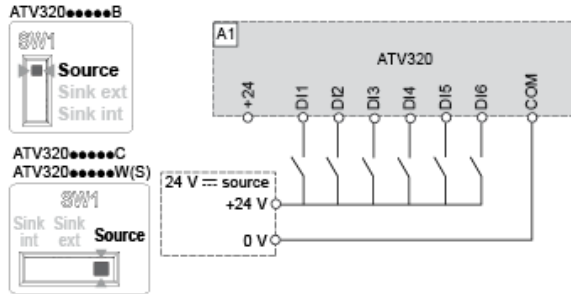 ATV320●●●●●B
SW1
Source
Sink ext
Sink int
ATV320●●●●●C
ATV320●●●●●W(S)
SW1
Sink int
Sink ext
Source
A1
ATV320
+24
DI1
DI2
DI3
DI4
DI5
DI6
COM
24 V ⎓ source
+24 V
0 V